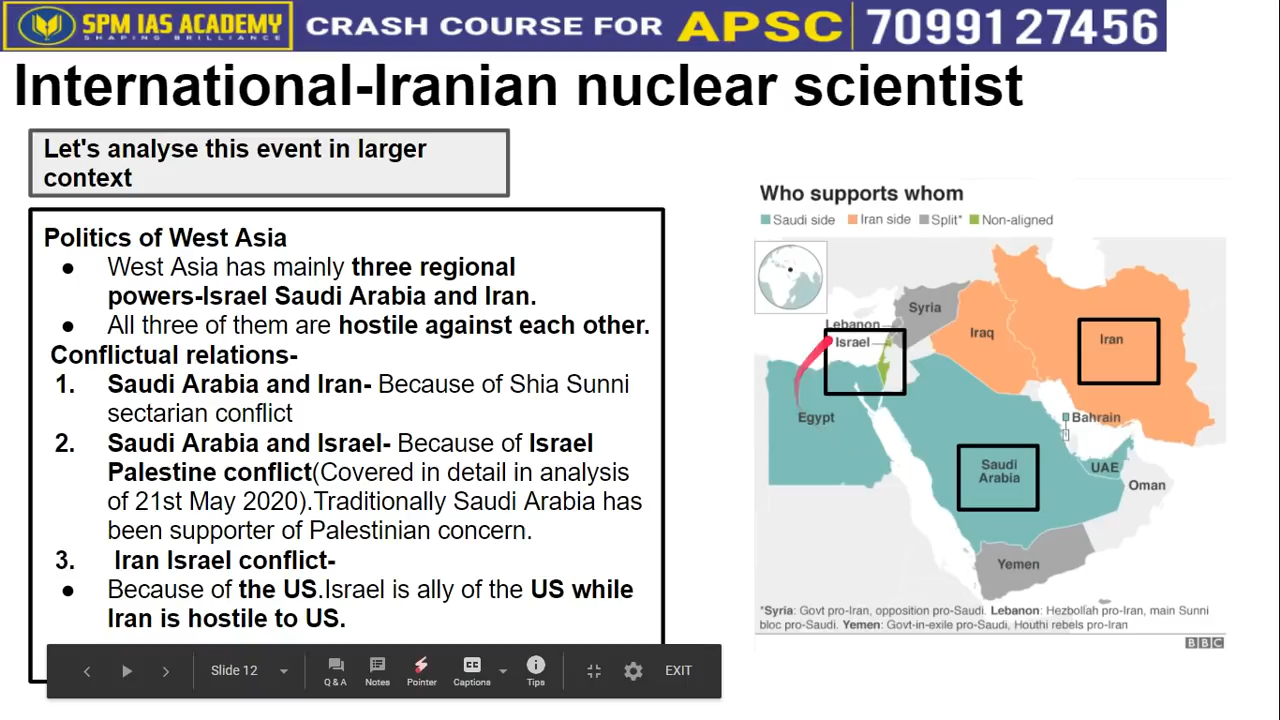 SPM IAS ACADEMY
SHAPING BRILLIANCE
CRASH COURSE FOR APSC
7099127456
International-Iranian nuclear scientist
Let's analyse this event in larger
context
Politics of West Asia
● West Asia has mainly three regional
powers-Israel Saudi Arabia and Iran.
● All three of them are hostile against each other.
Conflictual relations-
1. Saudi Arabia and Iran- Because of Shia Sunni
sectarian conflict
2. Saudi Arabia and Israel- Because of Israel
Palestine conflict(Covered in detail in analysis
of 21st May 2020).Traditionally Saudi Arabia has
been supporter of Palestinian concern.
3. Iran Israel conflict-
● Because of the US.Israel is ally of the US while
Iran is hostile to US.
Who supports whom
Saudi side Iran side Split* Non-aligned
Syria
Lebanon
Israel
Iraq
Iran
Egypt
Bahrain
Saudi
Arabia
UAE
Oman
Yemen
*Syria: Govt pro-Iran, opposition pro-Saudi. Lebanon: Hezbollah pro-Iran, main Sunni
bloc pro-Saudi. Yemen: Govt-in-exile pro-Saudi, Houthi rebels pro-Iran
BBC
Slide 12
Q & A
Notes
Pointer
CC
Captions
Tips
EXIT